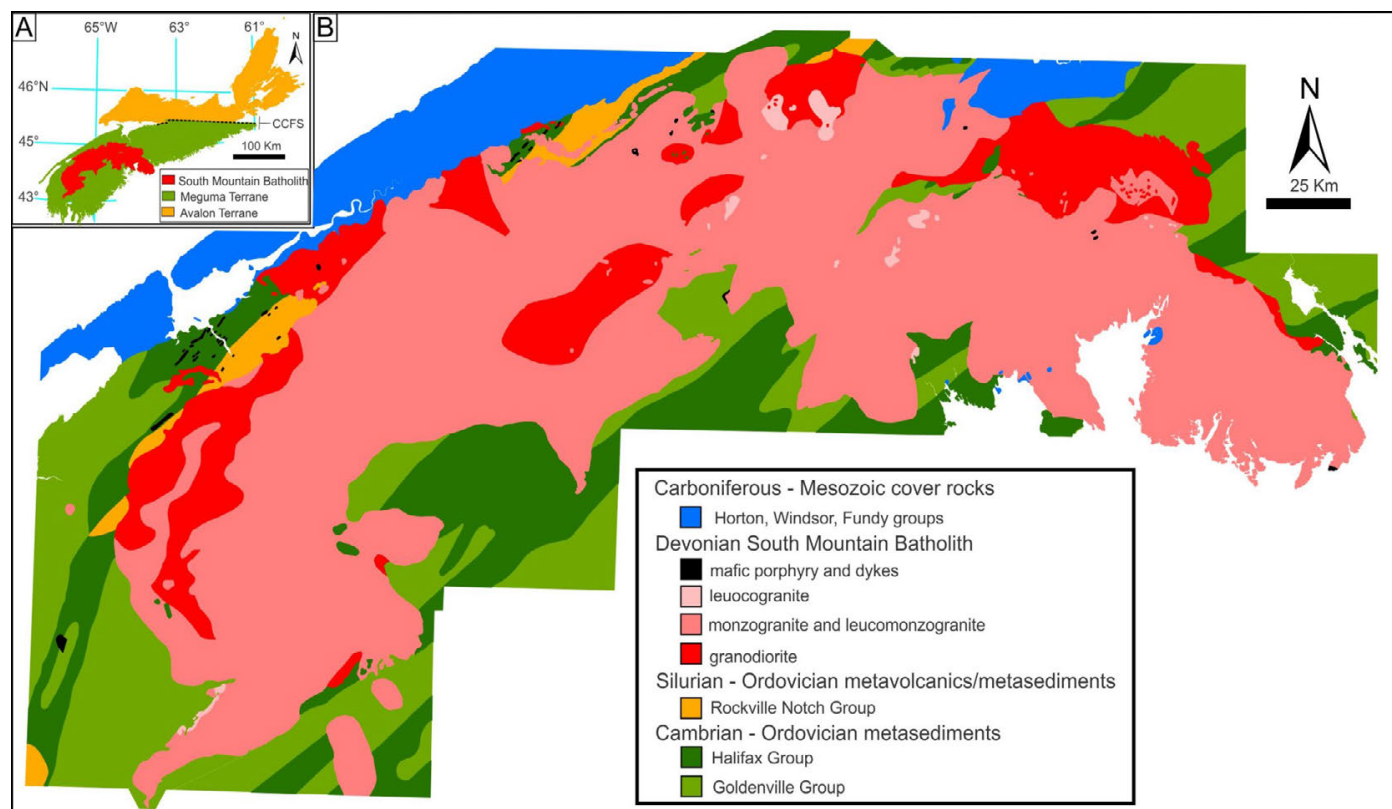 A
65°W
63°
61°
N
46°N
45°
43°
CCFS
100 Km
South Mountain Batholith
Meguma Terrane
Avalon Terrane
B
N
25 Km
Carboniferous - Mesozoic cover rocks
Horton, Windsor, Fundy groups
Devonian South Mountain Batholith
mafic porphyry and dykes
leuocogranite
monzogranite and leucomonzogranite
granodiorite
Silurian - Ordovician metavolcanics/metasediments
Rockville Notch Group
Cambrian - Ordovician metasediments
Halifax Group
Goldenville Group